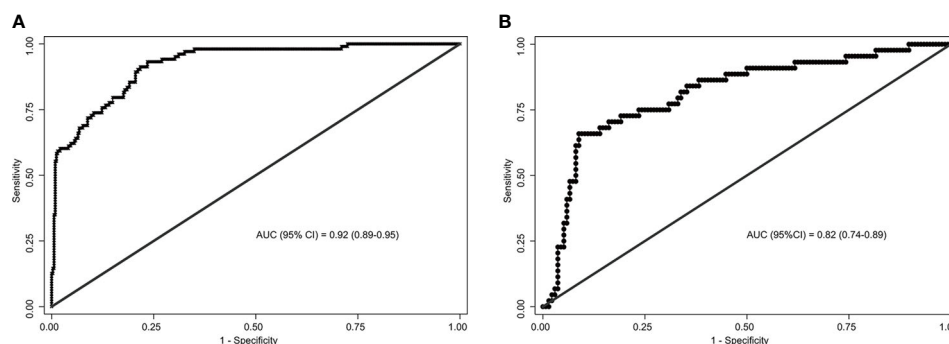 A
1.00
0.75
0.50
0.25
0.00
Sensitivity
AUC (95% CI) = 0.92 (0.89-0.95)
0.00 0.25 0.50 0.75 1.00
1 - Specificity
B
1.00
0.75
0.50
0.25
0.00
Sensitivity
AUC (95%CI) = 0.82 (0.74-0.89)
0.00 0.25 0.50 0.75 1.0
1 - Specificity